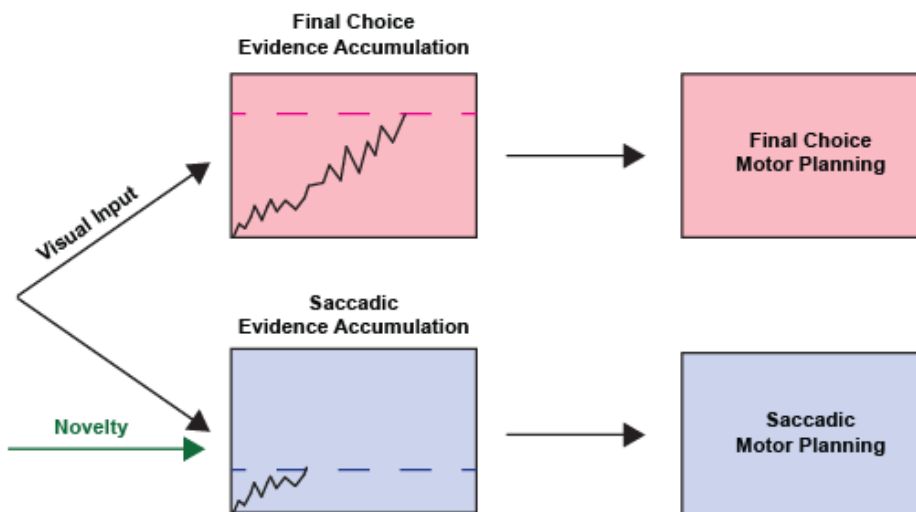 Final Choice
Evidence Accumulation
Final Choice
Motor Planning
Visual Input
Saccadic
Evidence Accumulation
Novelty
Saccadic
Motor Planning